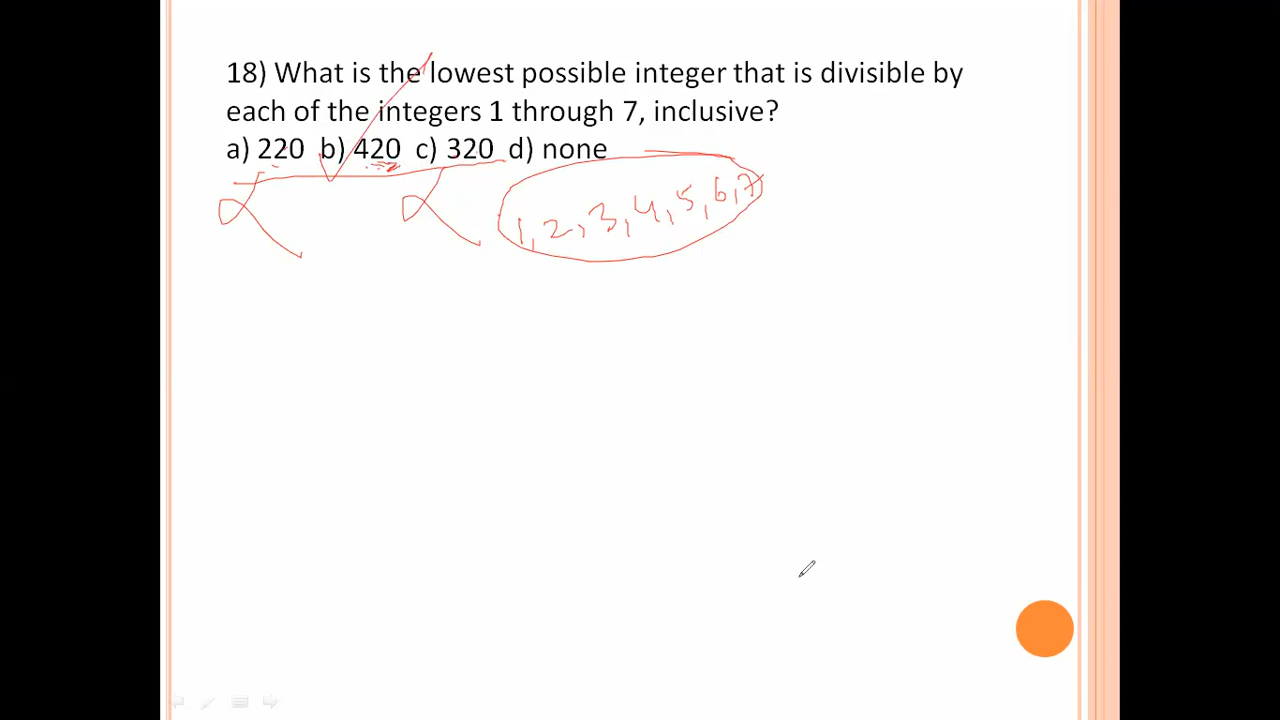 18) What is the lowest possible integer that is divisible by
each of the integers 1 through 7, inclusive?
a) 220 b) 420 c) 320 d) none
1, 2, 3, 4, 5, 6, 7